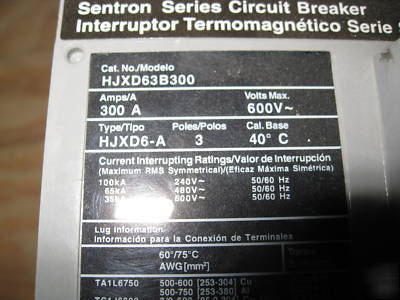 Sentron Series Circuit Breaker
Interruptor Termomagnético Serie
Cat. No./Modelo
HJXD63B300
Amps/A Volts Max.
300 A 600V~
Type/Tipo Poles/Polos Cal. Base
HJXD6-A 3 40° C
Current Interrupting Ratings/Valor de Interrupción
(Maximum RMS Symmetrical)/(Eficaz Máxima Simétrica)
100kA 240V~ 50/60 Hz
65kA 480V~ 50/60 Hz
35kA 600V~ 50/60 Hz
Lug Information
Información para la Conexión de Terminales
60°/75°C
AWG[mm²]
TA1L6750 500-600 [253-304] Cu
500-750 [253-380] Al